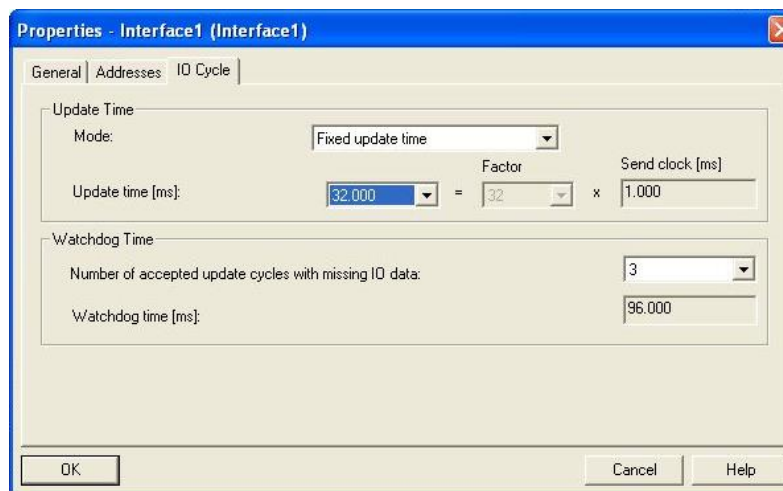 Properties - Interface1 (Interface1)
General Addresses IO Cycle
Update Time
Mode: Fixed update time
Factor Send clock [ms]
Update time [ms]: 32.000 = 32 x 1.000
Watchdog Time
Number of accepted update cycles with missing IO data: 3
Watchdog time [ms]: 96.000
OK Cancel Help